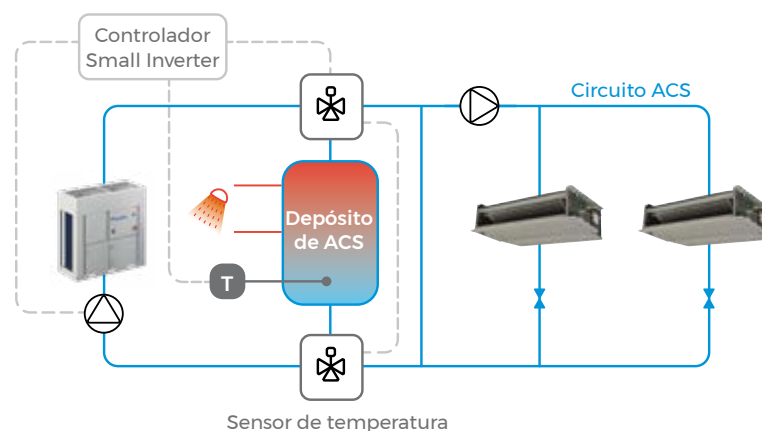 Controlador
Small Inverter
Circuito ACS
Depósito
de ACS
T
Sensor de temperatura